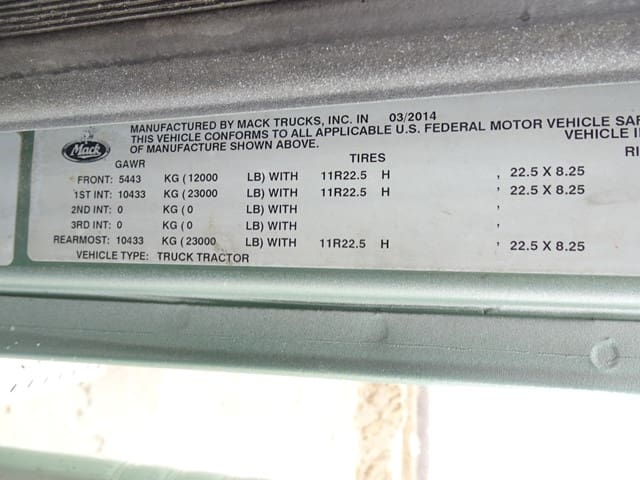 MANUFACTURED BY MACK TRUCKS, INC. IN 03/2014
THIS VEHICLE CONFORMS TO ALL APPLICABLE U.S. FEDERAL MOTOR VEHICLE
OF MANUFACTURE SHOWN ABOVE. VEHICLE
Mack
GAWR TIRES
FRONT: 5443 KG (12000 LB) WITH 11R22.5 H , 22.5 X 8.25
1ST INT: 10433 KG (23000 LB) WITH 11R22.5 H , 22.5 X 8.25
2ND INT: 0 KG (0 LB) WITH ,
3RD INT: 0 KG (0 LB) WITH ,
REARMOST: 10433 KG (23000 LB) WITH 11R22.5 H , 22.5 X 8.25
VEHICLE TYPE: TRUCK TRACTOR